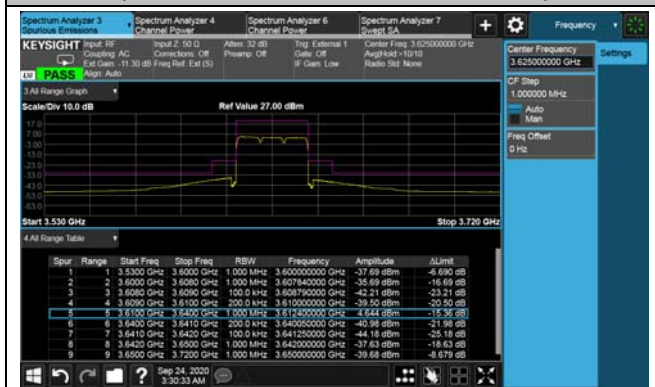 Spectrum Analyzer 3
Spurious Emissions
Spectrum Analyzer 4
Channel Power
Spectrum Analyzer 6
Channel Power
Spectrum Analyzer 7
Swept SA
Frequency
KEYSIGHT
Input: RF
Coupling: AC
Ext Gain: -11.30 dB
Align: Auto
Input Z: 50 Ω
Corrections: Off
Freq Ref: Ext (S)
Atten: 32 dB
Preamp: Off
Trig: External 1
Gate: Off
IF Gain: Low
Center Freq: 3.625000000 GHz
Avg|Hold:>10/10
Radio Std: None
LXI PASS
3 All Range Graph
Scale/Div 10.0 dB
Ref Value 27.00 dBm
17.0
7.00
-3.00
-13.0
-23.0
-33.0
-43.0
-53.0
-63.0
Start 3.530 GHz
Stop 3.720 GHz
4 All Range Table
Spur Range Start Freq Stop Freq RBW Frequency Amplitude ΔLimit
1 1 3.5300 GHz 3.6000 GHz 1.000 MHz 3.600000000 GHz -37.69 dBm -6.690 dB
2 2 3.6000 GHz 3.6080 GHz 1.000 MHz 3.607840000 GHz -35.69 dBm -16.69 dB
3 3 3.6080 GHz 3.6090 GHz 100.0 kHz 3.608790000 GHz -42.21 dBm -23.21 dB
4 4 3.6090 GHz 3.6100 GHz 200.0 kHz 3.610000000 GHz -39.50 dBm -20.50 dB
5 5 3.6100 GHz 3.6400 GHz 1.000 MHz 3.612400000 GHz 4.644 dBm -15.36 dB
6 6 3.6400 GHz 3.6410 GHz 200.0 kHz 3.640050000 GHz -40.98 dBm -21.98 dB
7 7 3.6410 GHz 3.6420 GHz 100.0 kHz 3.641250000 GHz -44.18 dBm -25.18 dB
8 8 3.6420 GHz 3.6500 GHz 1.000 MHz 3.642000000 GHz -37.63 dBm -18.63 dB
9 9 3.6500 GHz 3.7200 GHz 1.000 MHz 3.650000000 GHz -39.68 dBm -8.679 dB
Sep 24, 2020
3:30:33 AM
Center Frequency
3.625000000 GHz
Settings
CF Step
1.000000 MHz
Auto
Man
Freq Offset
0 Hz